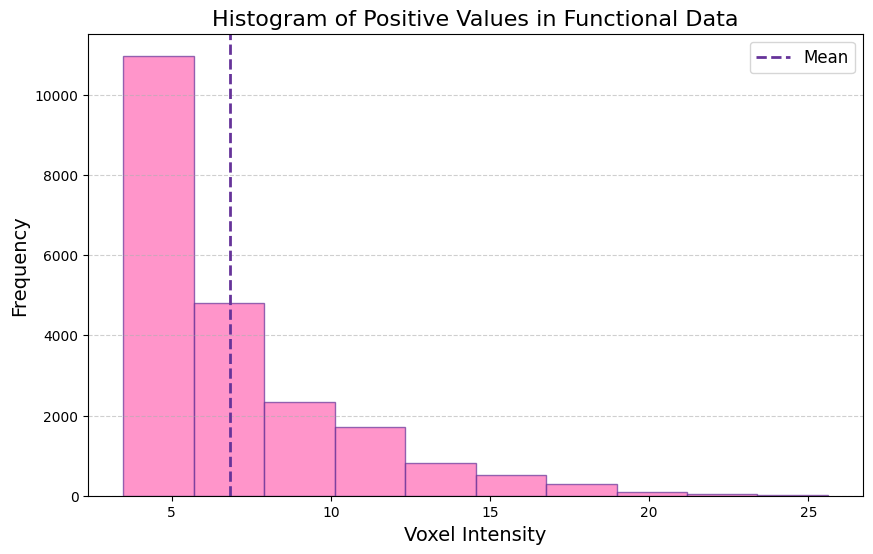 Histogram of Positive Values in Functional Data
Mean
10000
8000
6000
4000
2000
0
Frequency
5
10
15
20
25
Voxel Intensity